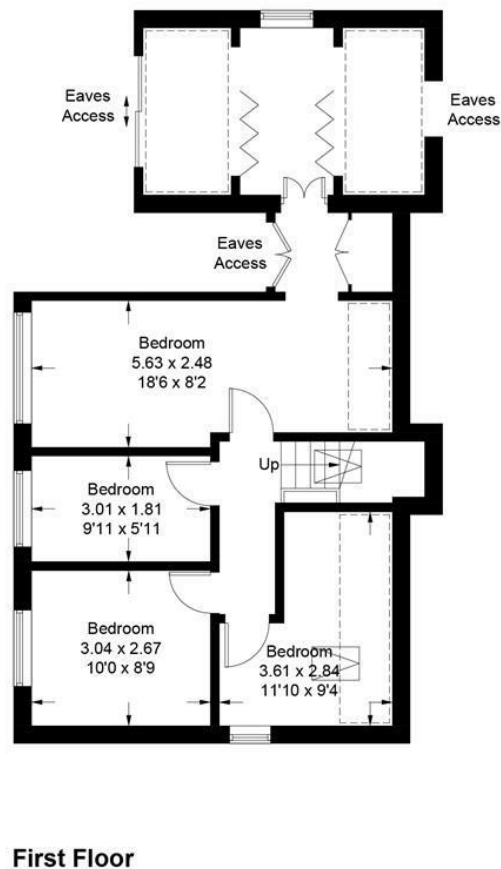 Eaves
Access
Eaves
Access
Eaves
Access
Bedroom
5.63 x 2.48
18'6 x 8'2
Up
Bedroom
3.01 x 1.81
9'11 x 5'11
Bedroom
3.04 x 2.67
10'0 x 8'9
Bedroom
3.61 x 2.84
11'10 x 9'4
First Floor